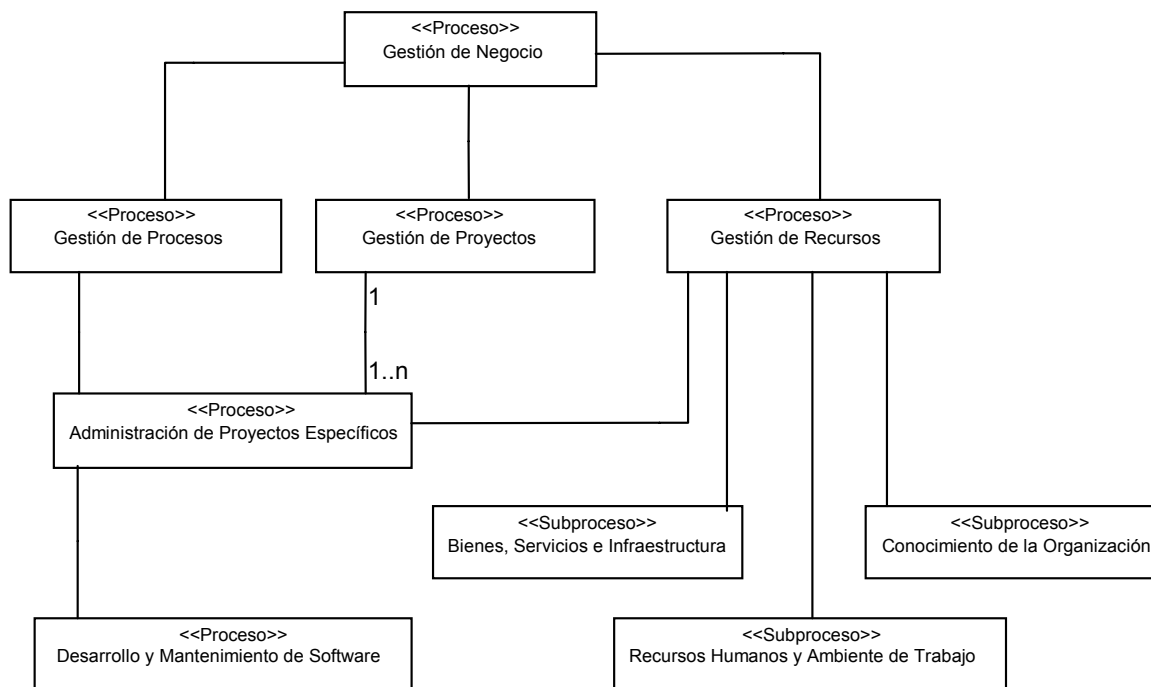 <<Proceso>>
Gestión de Negocio
<<Proceso>>
Gestión de Procesos
<<Proceso>>
Gestión de Proyectos
<<Proceso>>
Gestión de Recursos
1
1..n
<<Proceso>>
Administración de Proyectos Específicos
<<Subproceso>>
Bienes, Servicios e Infraestructura
<<Subproceso>>
Conocimiento de la Organización
<<Proceso>>
Desarrollo y Mantenimiento de Software
<<Subproceso>>
Recursos Humanos y Ambiente de Trabajo